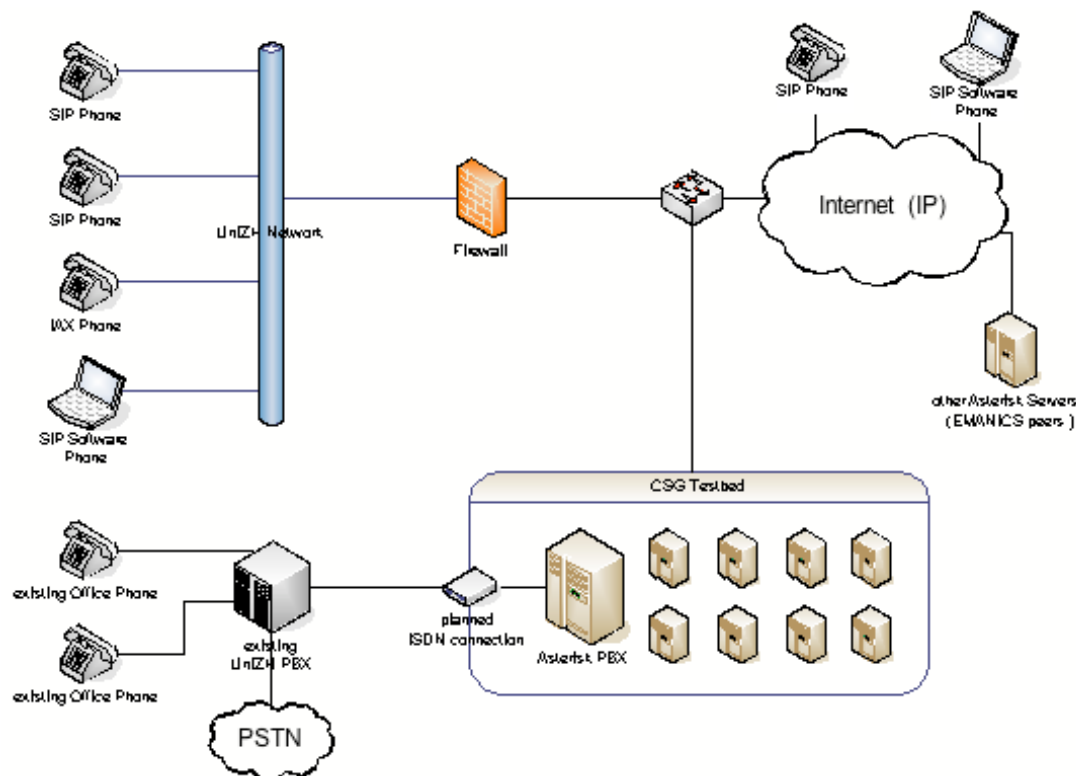 SIP Phone
SIP Software
Phone
SIP Phone
SIP Phone
UniZH Network
Firewall
Internet (IP)
IAX Phone
SIP Software
Phone
other Asterisk Servers
(EMANICS peers )
CSG Testbed
existing Office Phone
existing Office Phone
existing
UniZH PBX
planned
ISDN connection
Asterisk PBX
PSTN